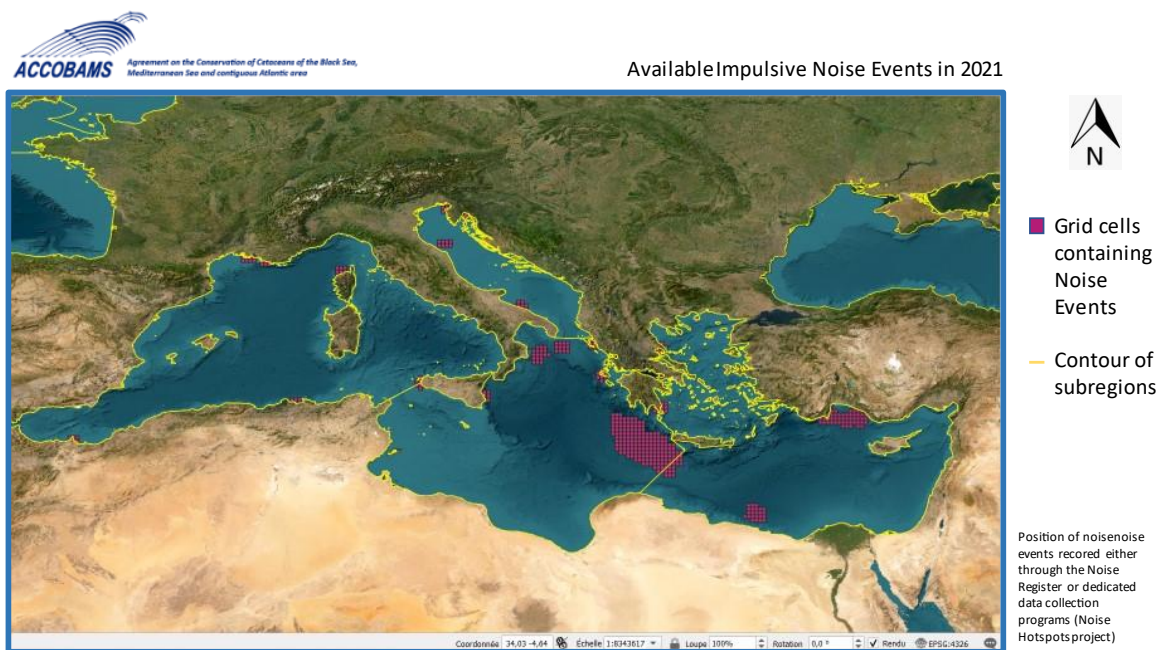 ACCOBAMS
Agreement on the Conservation of Cetaceans of the Black Sea,
Mediterranean Sea and contiguous Atlantic area
Available Impulsive Noise Events in 2021
N
Grid cells
containing
Noise
Events
Contour of
subregions
Position of noisenoise
events recored either
through the Noise
Register or dedicated
data collection
programs (Noise
Hotspots project)
Coordonnée 34,03 -4,64 Échelle 1:8343617 Loupe 100% Rotation 0,0 ° Rendu EPSG:4326